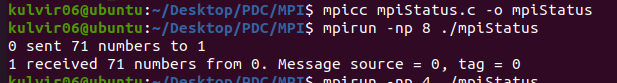 kulvir06@ubuntu:~/Desktop/PDC/MPI$ mpicc mpiStatus.c -o mpiStatus
kulvir06@ubuntu:~/Desktop/PDC/MPI$ mpirun -np 8 ./mpiStatus
0 sent 71 numbers to 1
1 received 71 numbers from 0. Message source = 0, tag = 0
kulvir06@ubuntu:~/Desktop/PDC/MPI$ mpirun -np 4 ./mpiStatus